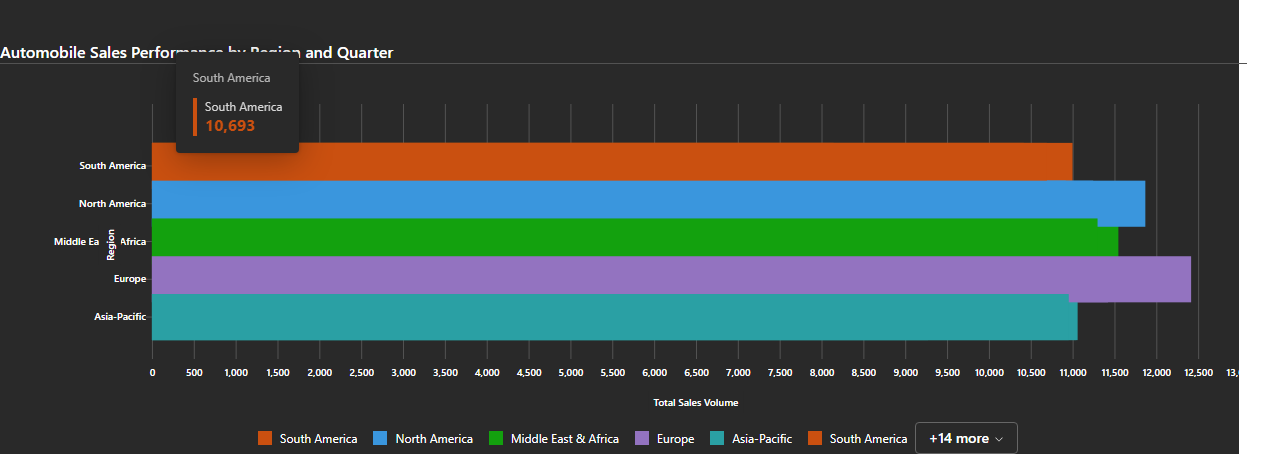 Automobile Sales Performance by Region and Quarter
South America
South America
10,693
South America
North America
Middle Ea
Africa
Region
Europe
Asia-Pacific
0 500 1,000 1,500 2,000 2,500 3,000 3,500 4,000 4,500 5,000 5,500 6,000 6,500 7,000 7,500 8,000 8,500 9,000 9,500 10,000 10,500 11,000 11,500 12,000 12,500
Total Sales Volume
South America North America Middle East & Africa Europe Asia-Pacific South America +14 more